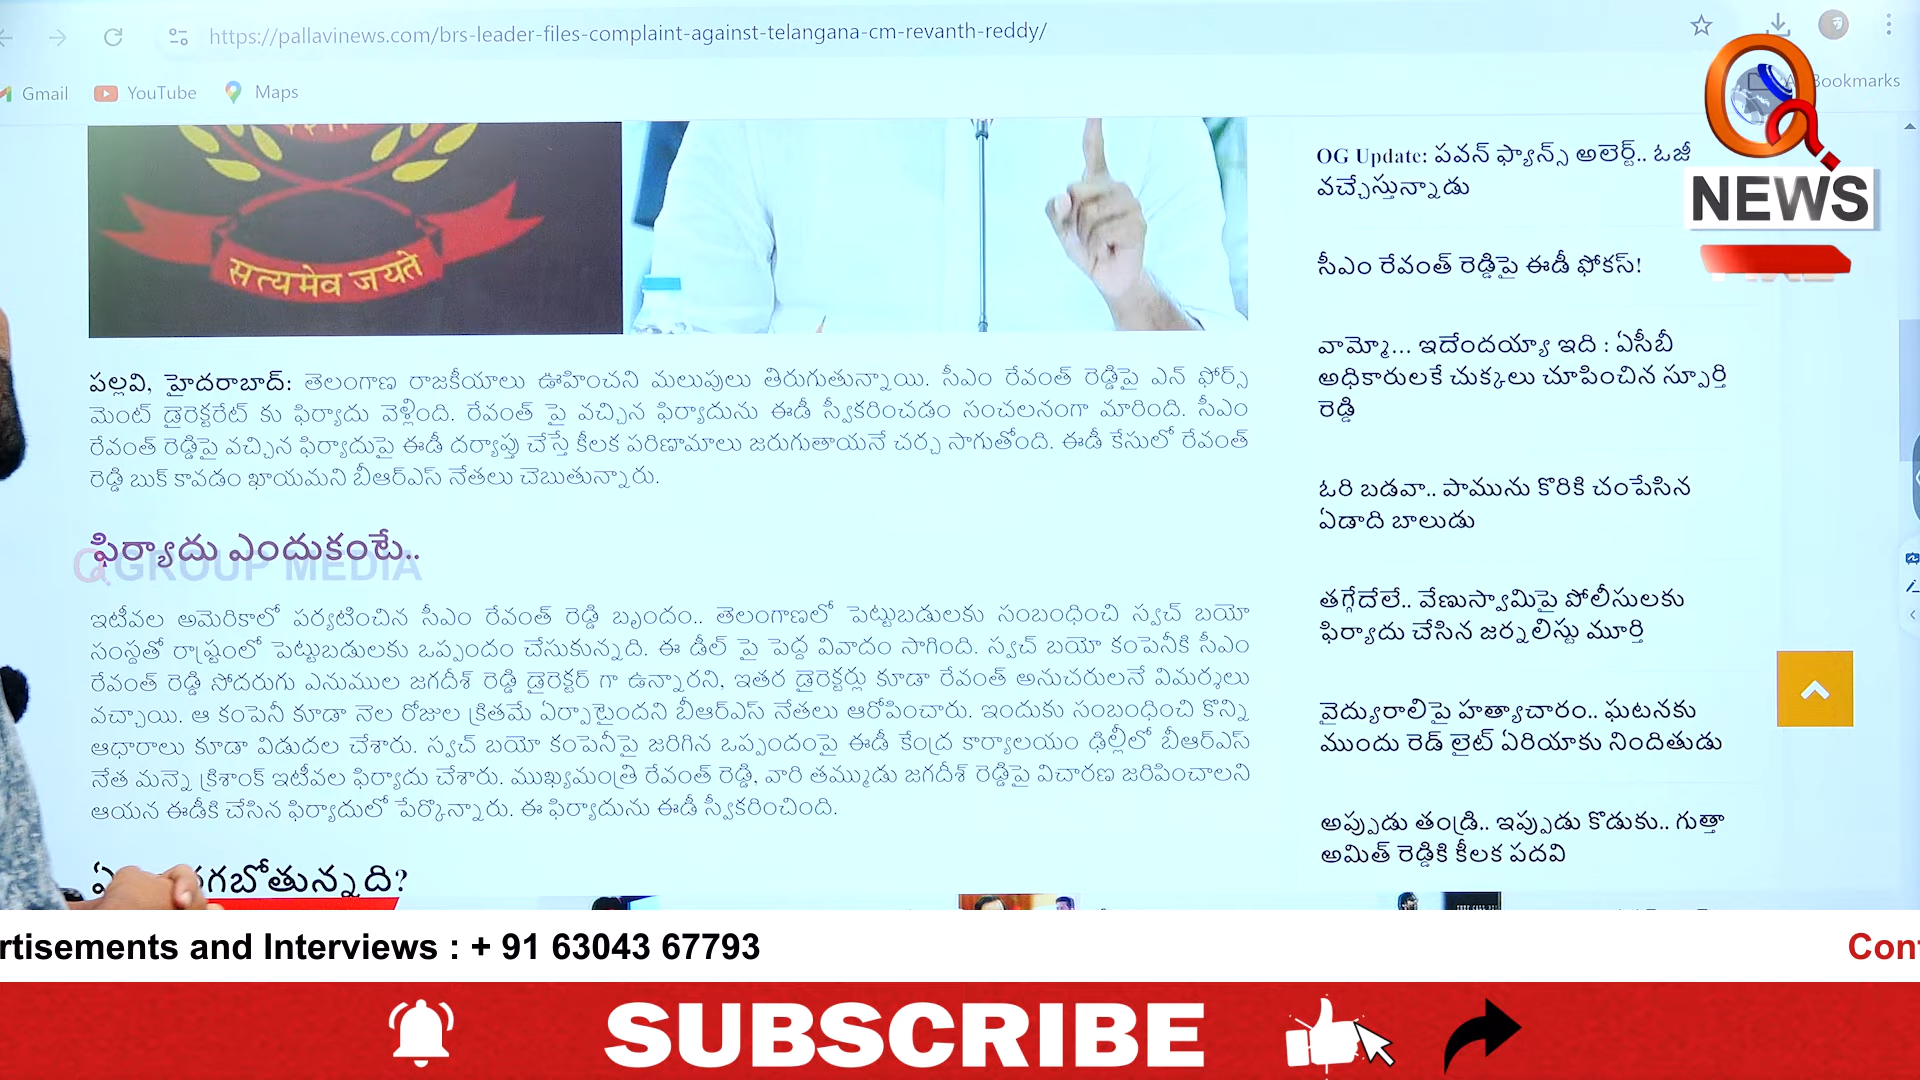 https://pallavinews.com/brs-leader-files-complaint-against-telangana-cm-revanth-reddy/
Gmail YouTube Maps
Bookmarks
NEWS
सत्यमेव जयते
OG Update: పవన్ ఫ్యాన్స్ అలెర్ట్.. ఓజీ
వచ్చేస్తున్నాడు
సీఎం రేవంత్ రెడ్డిపై ఈడీ ఫోకస్!
వామ్మో... ఇదేందయ్యా ఇది : ఏసీబీ
అధికారులకే చుక్కలు చూపించిన స్ఫూర్తి
రెడ్డి
ఓరి బడవా.. పామును కొరికి చంపేసిన
ఏడాది బాలుడు
తగ్గేదేలే.. వేణుస్వామిపై పోలీసులకు
ఫిర్యాదు చేసిన జర్నలిస్టు మూర్తి
వైద్యురాలిపై హత్యాచారం.. ఘటనకు
ముందు రెడ్ లైట్ ఏరియాకు నిందితుడు
అప్పుడు తండ్రి.. ఇప్పుడు కొడుకు.. గుత్తా
అమిత్ రెడ్డికి కీలక పదవి
పల్లవి, హైదరాబాద్: తెలంగాణ రాజకీయాలు ఊహించని మలుపులు తిరుగుతున్నాయి. సీఎం రేవంత్ రెడ్డిపై ఎన్ ఫోర్స్
మెంట్ డైరెక్టరేట్ కు ఫిర్యాదు వెళ్లింది. రేవంత్ పై వచ్చిన ఫిర్యాదును ఈడీ స్వీకరించడం సంచలనంగా మారింది. సీఎం
రేవంత్ రెడ్డిపై వచ్చిన ఫిర్యాదుపై ఈడీ దర్యాప్తు చేస్తే కీలక పరిణామాలు జరుగుతాయనే చర్చ సాగుతోంది. ఈడీ కేసులో రేవంత్
రెడ్డి బుక్ కావడం ఖాయమని బీఆర్ఎస్ నేతలు చెబుతున్నారు.
ఫిర్యాదు ఎందుకంటే..
GROUP MEDIA
ఇటీవల అమెరికాలో పర్యటించిన సీఎం రేవంత్ రెడ్డి బృందం.. తెలంగాణలో పెట్టుబడులకు సంబంధించి స్వచ్ బయో
సంస్థతో రాష్ట్రంలో పెట్టుబడులకు ఒప్పందం చేసుకున్నది. ఈ డీల్ పై పెద్ద వివాదం సాగింది. స్వచ్ బయో కంపెనీకి సీఎం
రేవంత్ రెడ్డి సోదరుగు ఎనుముల జగదీశ్ రెడ్డి డైరెక్టర్ గా ఉన్నారని, ఇతర డైరెక్టర్లు కూడా రేవంత్ అనుచరులనే విమర్శలు
వచ్చాయి. ఆ కంపెనీ కూడా నెల రోజుల క్రితమే ఏర్పాటైందని బీఆర్ఎస్ నేతలు ఆరోపించారు. ఇందుకు సంబంధించి కొన్ని
ఆధారాలు కూడా విడుదల చేశారు. స్వచ్ బయో కంపెనీపై జరిగిన ఒప్పందంపై ఈడీ కేంద్ర కార్యాలయం ఢిల్లీలో బీఆర్ఎస్
నేత మన్నె క్రిశాంక్ ఇటీవల ఫిర్యాదు చేశారు. ముఖ్యమంత్రి రేవంత్ రెడ్డి, వారి తమ్ముడు జగదీశ్ రెడ్డిపై విచారణ జరిపించాలని
ఆయన ఈడీకి చేసిన ఫిర్యాదులో పేర్కొన్నారు. ఈ ఫిర్యాదును ఈడీ స్వీకరించింది.
గబోతున్నది?
rtisements and Interviews : + 91 63043 67793
Con
SUBSCRIBE